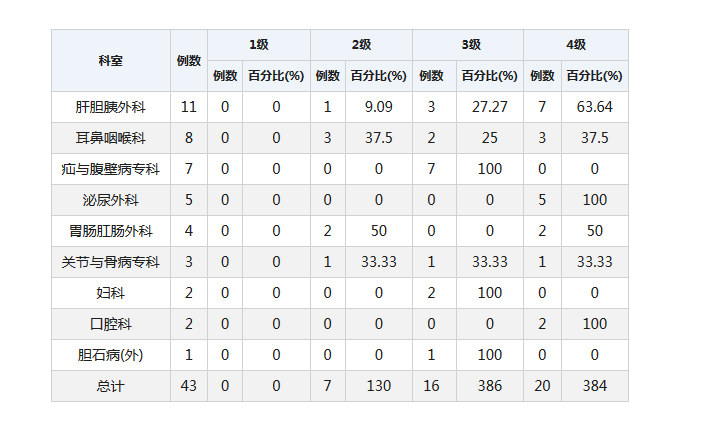 科室 例数 1级 2级 3级 4级
例数 百分比(%) 例数 百分比(%) 例数 百分比(%) 例数 百分比(%)
肝胆胰外科 11 0 0 1 9.09 3 27.27 7 63.64
耳鼻咽喉科 8 0 0 3 37.5 2 25 3 37.5
疝与腹壁病专科 7 0 0 0 0 7 100 0 0
泌尿外科 5 0 0 0 0 0 0 5 100
胃肠肛肠外科 4 0 0 2 50 0 0 2 50
关节与骨病专科 3 0 0 1 33.33 1 33.33 1 33.33
妇科 2 0 0 0 0 2 100 0 0
口腔科 2 0 0 0 0 0 0 2 100
胆石病(外) 1 0 0 0 0 1 100 0 0
总计 43 0 0 7 130 16 386 20 384